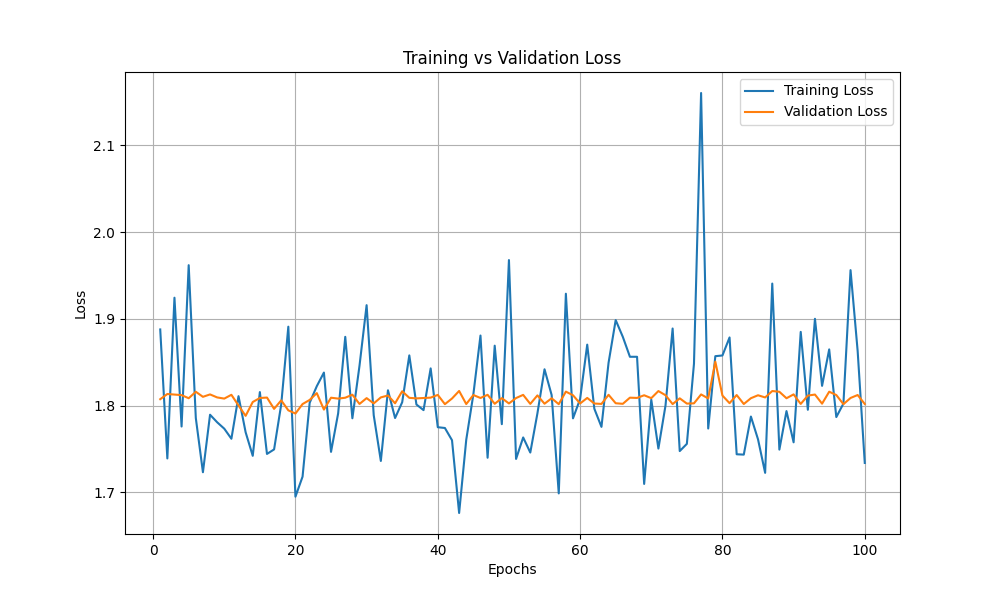 Training vs Validation Loss
Training Loss
Validation Loss
Loss
2.1
2.0
1.9
1.8
1.7
0
20
40
60
80
100
Epochs